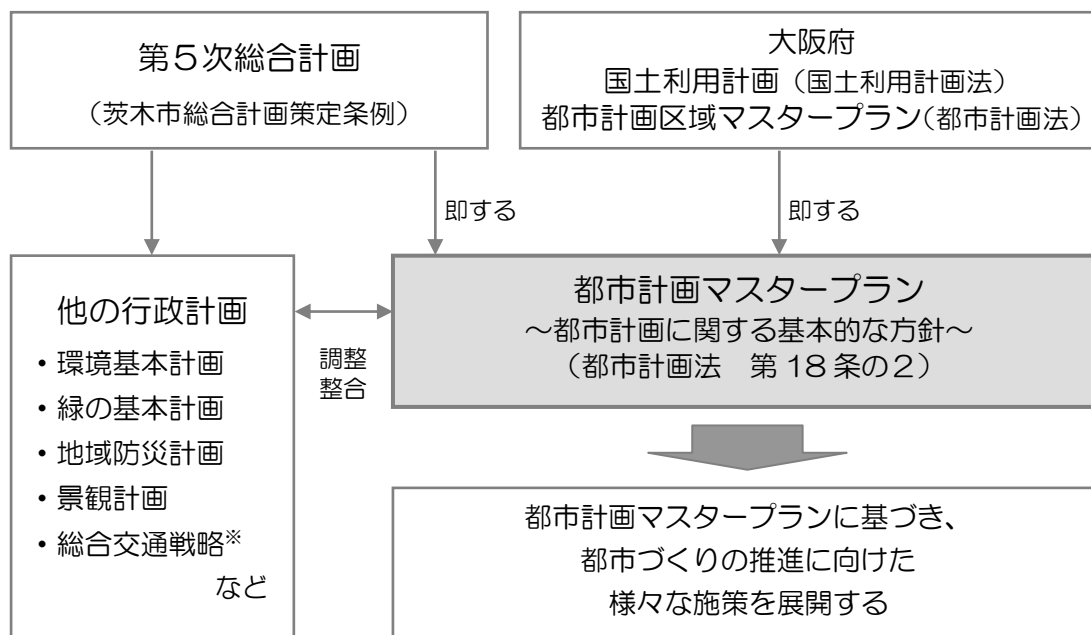 第５次総合計画
（茨木市総合計画策定条例）
大阪府
国土利用計画（国土利用計画法）
都市計画区域マスタープラン（都市計画法）
即する
即する
他の行政計画
・環境基本計画
・緑の基本計画
・地域防災計画
・景観計画
・総合交通戦略※
など
調整
整合
都市計画マスタープラン
～都市計画に関する基本的な方針～
（都市計画法　第 18 条の２）
都市計画マスタープランに基づき、
都市づくりの推進に向けた
様々な施策を展開する